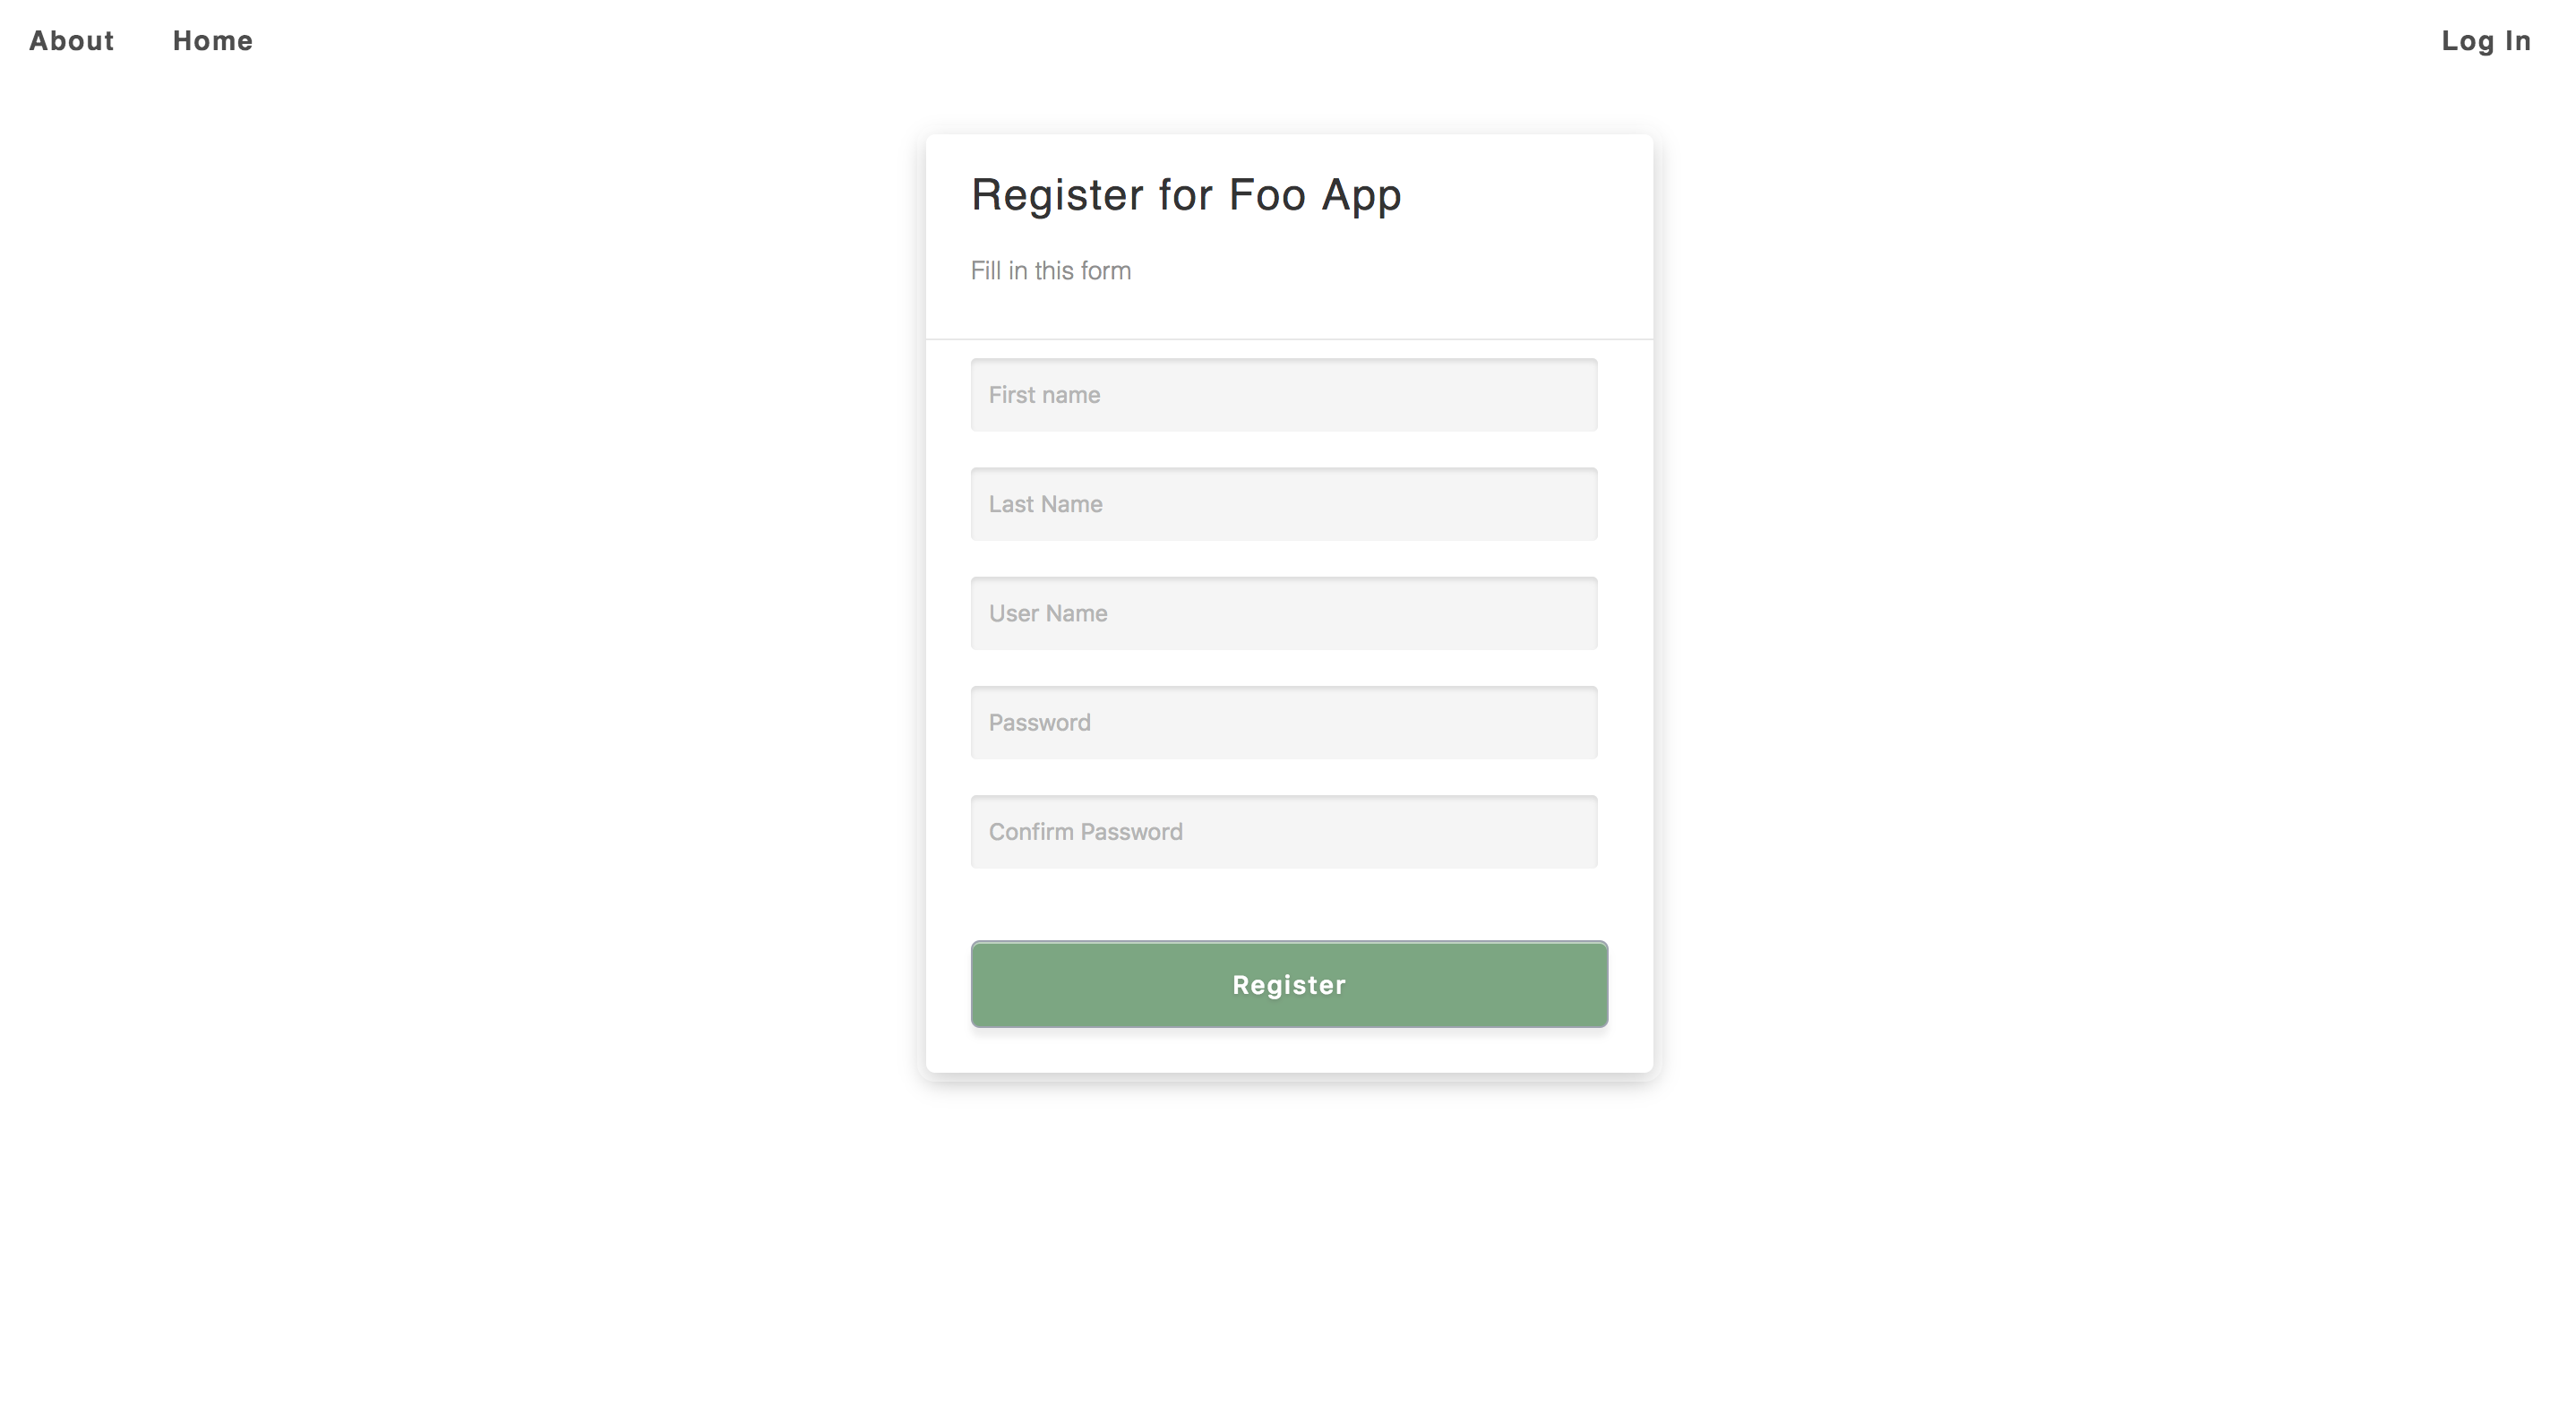 About Home Log In
Register for Foo App
Fill in this form
First name
Last Name
User Name
Password
Confirm Password
Register